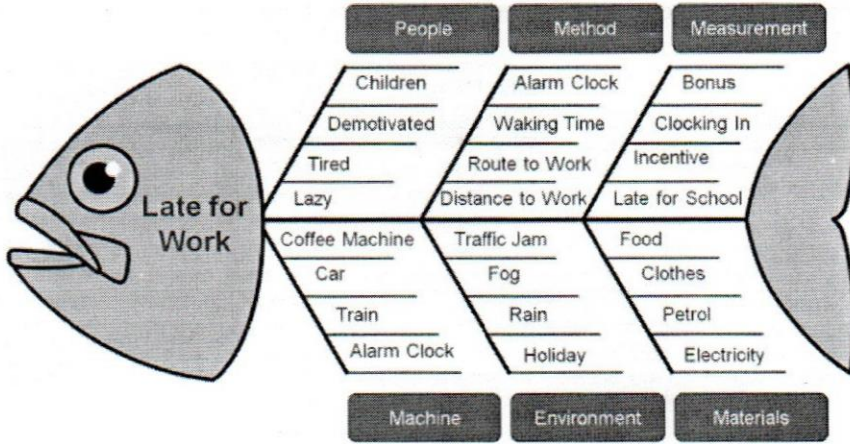 People
Method
Measurement
Children
Alarm Clock
Bonus
Demotivated
Waking Time
Clocking In
Tired
Route to Work
Incentive
Lazy
Distance to Work
Late for School
Late for
Work
Coffee Machine
Traffic Jam
Food
Car
Fog
Clothes
Train
Rain
Petrol
Alarm Clock
Holiday
Electricity
Machine
Environment
Materials